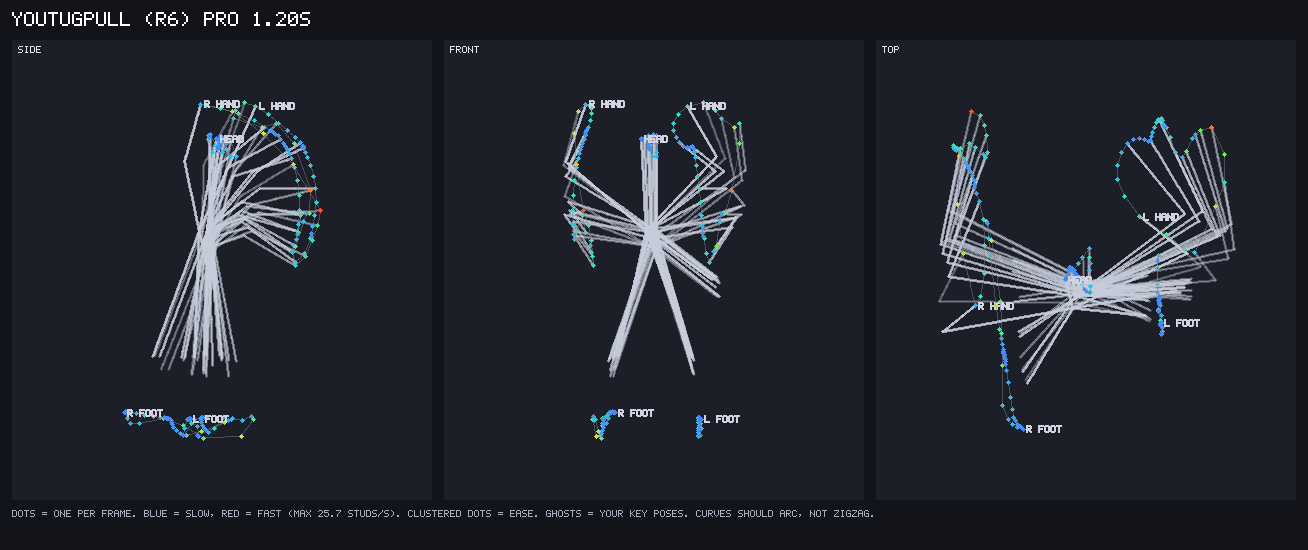 YOUTUGPULL (R6) PRO 1.20S
SIDE
FRONT
TOP
R HAND
L HAND
HEAD
R FOOT
L FOOT
R HAND
L HAND
HEAD
R FOOT
L FOOT
L HAND
HEAD
R HAND
L FOOT
R FOOT
DOTS = ONE PER FRAME. BLUE = SLOW, RED = FAST (MAX 25.7 STUDS/S). CLUSTERED DOTS = EASE. GHOSTS = YOUR KEY POSES. CURVES SHOULD ARC, NOT ZIGZAG.